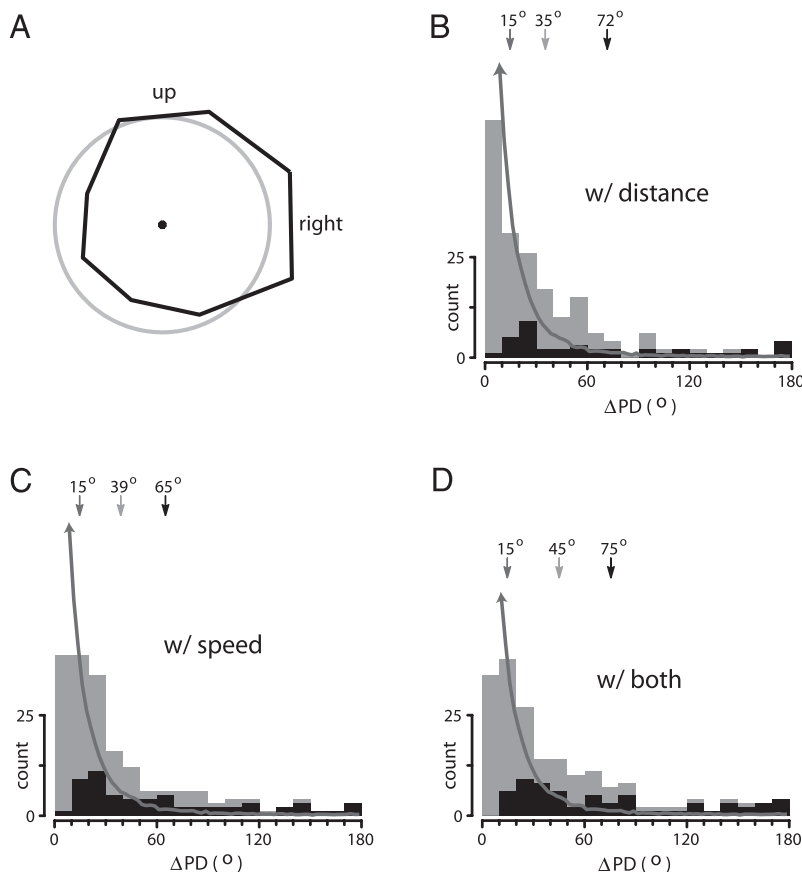 A
up
right
B
15° 35° 72°
w/ distance
25
count
0
0 60 120 180
ΔPD (°)
C
15° 39° 65°
w/ speed
25
count
0
0 60 120 180
ΔPD (°)
D
15° 45° 75°
w/ both
25
count
0
0 60 120 180
ΔPD (°)